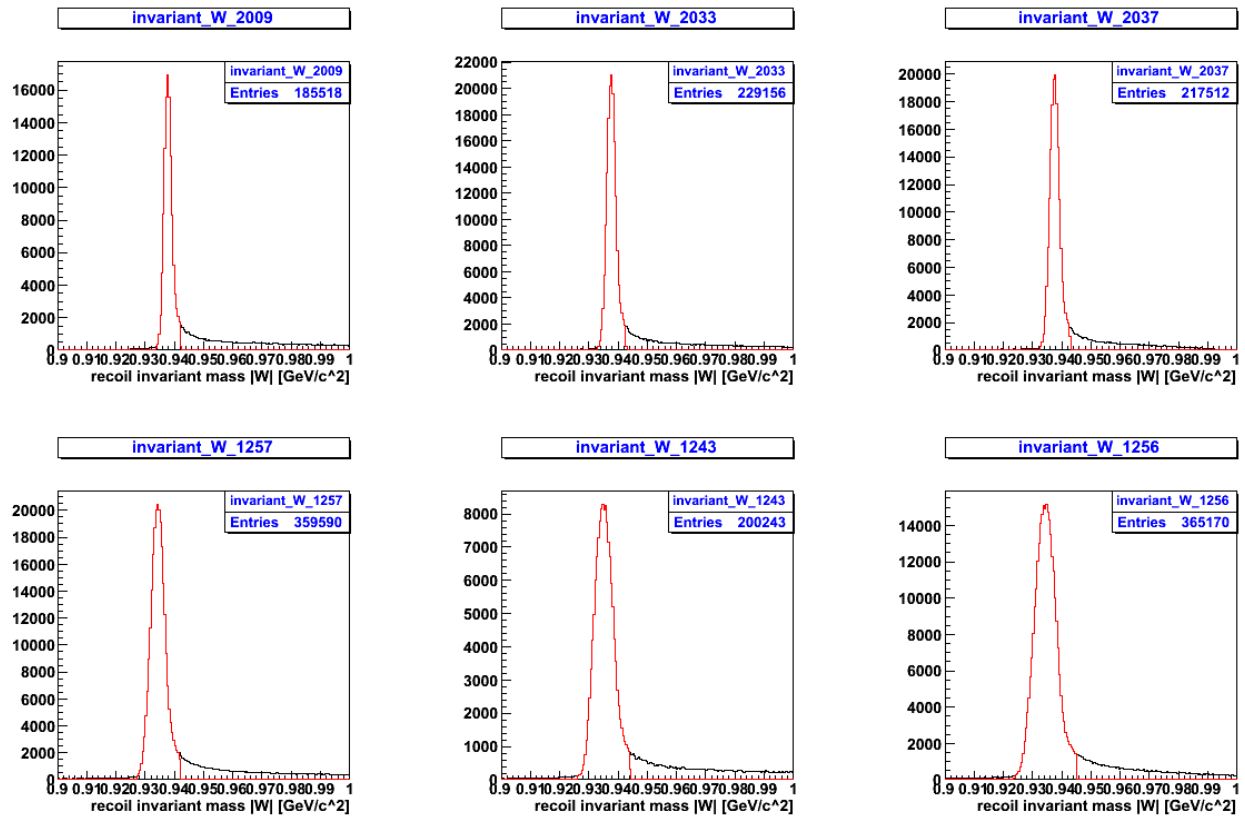 invariant_W_2009
invariant_W_2009
Entries 185518
16000
14000
12000
10000
8000
6000
4000
2000
0
0.9 0.91 0.92 0.93 0.94 0.95 0.96 0.97 0.98 0.99 1
recoil invariant mass |W| [GeV/c^2]
invariant_W_2033
22000
invariant_W_2033
Entries 229156
20000
18000
16000
14000
12000
10000
8000
6000
4000
2000
0
0.9 0.91 0.92 0.93 0.94 0.95 0.96 0.97 0.98 0.99 1
recoil invariant mass |W| [GeV/c^2]
invariant_W_2037
20000
invariant_W_2037
Entries 217512
18000
16000
14000
12000
10000
8000
6000
4000
2000
0
0.9 0.91 0.92 0.93 0.94 0.95 0.96 0.97 0.98 0.99 1
recoil invariant mass |W| [GeV/c^2]
invariant_W_1257
invariant_W_1257
20000
Entries 359590
18000
16000
14000
12000
10000
8000
6000
4000
2000
0
0.9 0.91 0.92 0.93 0.94 0.95 0.96 0.97 0.98 0.99 1
recoil invariant mass |W| [GeV/c^2]
invariant_W_1243
invariant_W_1243
8000
Entries 200243
7000
6000
5000
4000
3000
2000
1000
0
0.9 0.91 0.92 0.93 0.94 0.95 0.96 0.97 0.98 0.99 1
recoil invariant mass |W| [GeV/c^2]
invariant_W_1256
invariant_W_1256
Entries 365170
14000
12000
10000
8000
6000
4000
2000
0
0.9 0.91 0.92 0.93 0.94 0.95 0.96 0.97 0.98 0.99 1
recoil invariant mass |W| [GeV/c^2]